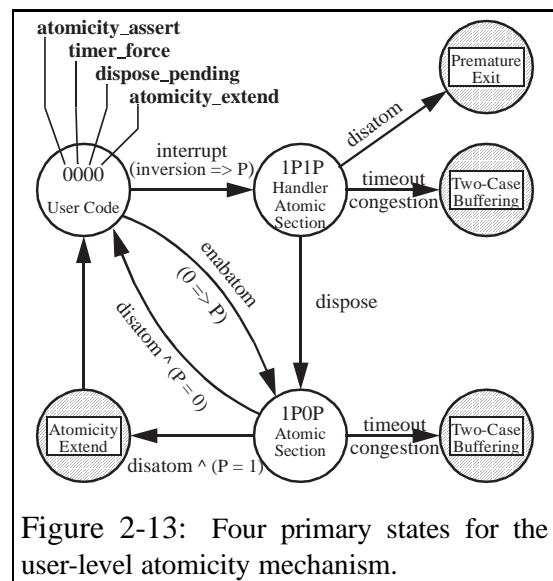 atomicity_assert
timer_force
dispose_pending
atomicity_extend
0000
User Code
interrupt
(inversion => P)
1P1P
Handler
Atomic
Section
disatom
Premature
Exit
timeout
congestion
Two-Case
Buffering
enabatom
(0 => P)
disatom ^ (P = 0)
dispose
1P0P
Atomic
Section
timeout
congestion
Two-Case
Buffering
Atomicity
Extend
disatom ^ (P = 1)
Figure 2-13: Four primary states for the
user-level atomicity mechanism.